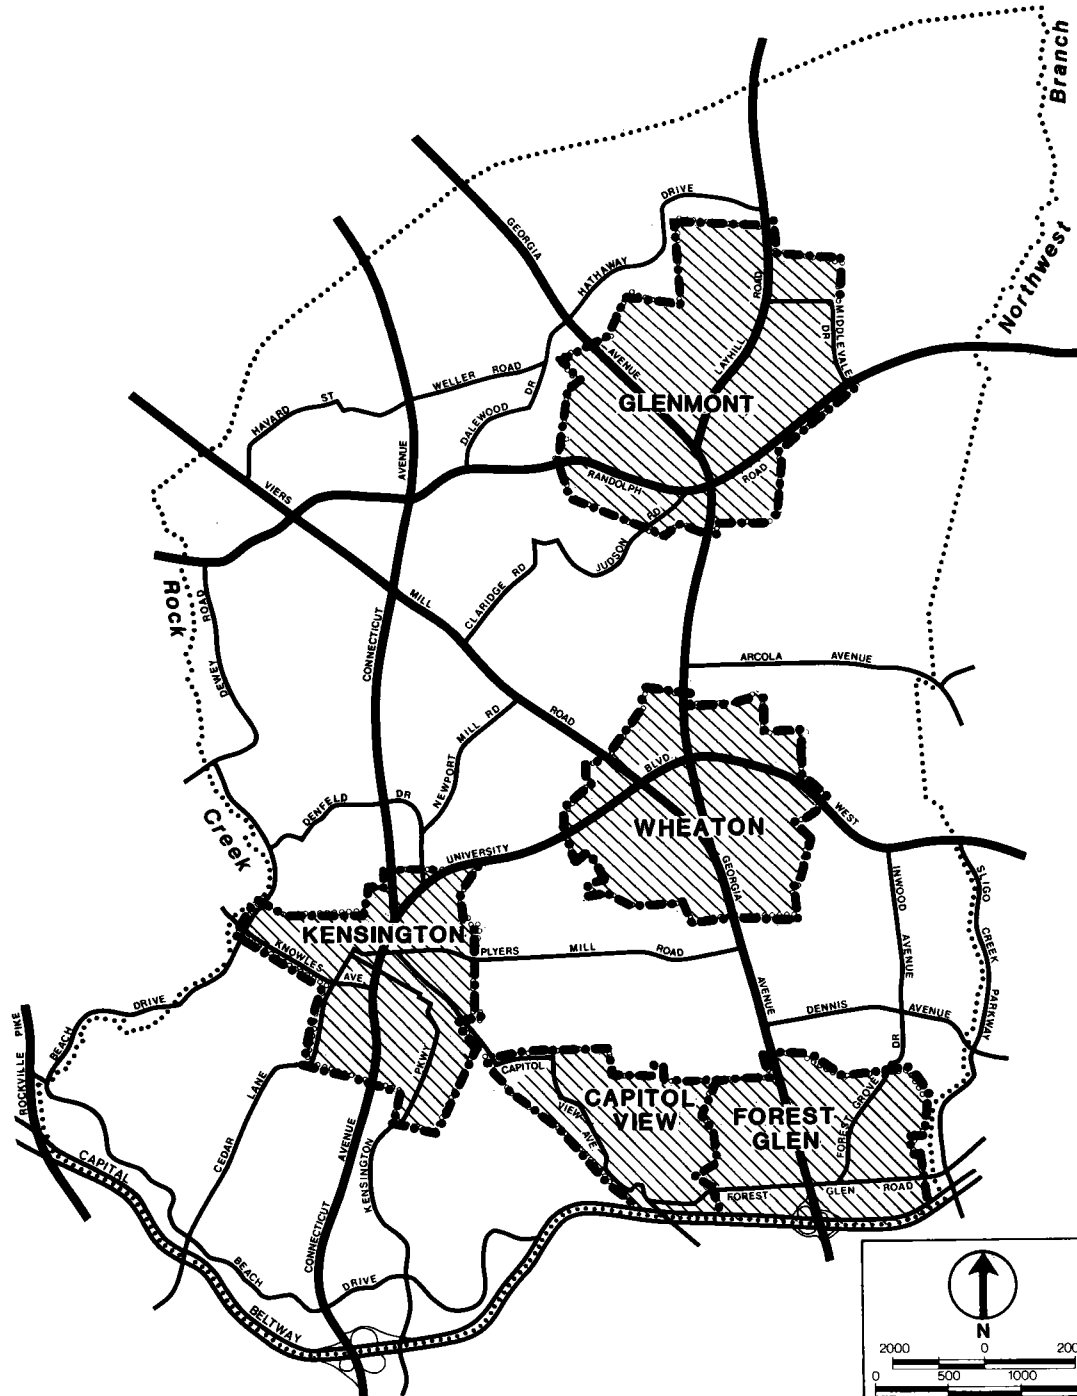 Branch
Northwest
DRIVE
HATHAWAY
GEORGIA
AVENUE
ROAD
LAYHILL
MIDDLEVALE
DR
GLENMONT
WELLER ROAD
HAVARD ST
DALEWOOD DR
AVENUE
RANDOLPH
ROAD
VIERS
JUDSON RD
CLARIDGE RD
MILL
Rock
ROAD
DEWEY
CONNECTICUT
ARCOLA AVENUE
ROAD
NEWPORT MILL RD
BLVD
WEST
DENFELD DR
Creek
WHEATON
UNIVERSITY
GEORGIA
INWOOD
AVENUE
SLIGO
CREEK
PARKWAY
KENSINGTON
KNOWLES
AVE
PLYERS MILL ROAD
AVENUE
DENNIS AVENUE
DR
BEACH DRIVE
ROCKVILLE PIKE
PKWY
CAPITOL
VIEW AVE.
CAPITOL
VIEW
FOREST
GLEN
FOREST GROVE
CEDAR LANE
AVENUE
KENSINGTON
FOREST GLEN ROAD
CAPITAL
CONNECTICUT
BEACH DRIVE
BELTWAY
N
2000 0 200
0 500 1000